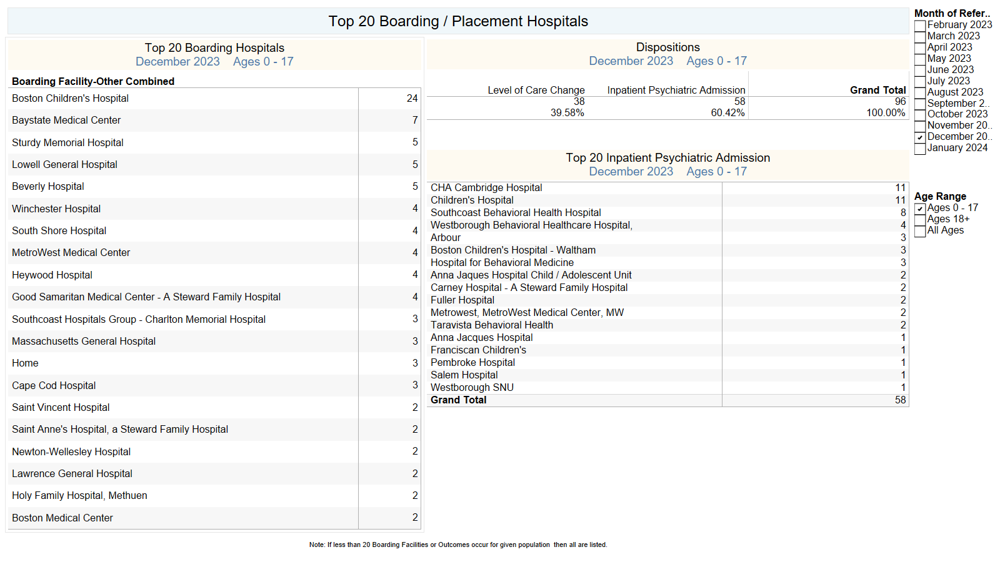 Top 20 Boarding / Placement Hospitals
Top 20 Boarding Hospitals
December 2023 Ages 0 - 17
Boarding Facility-Other Combined
Boston Children's Hospital 24
Baystate Medical Center 7
Sturdy Memorial Hospital 5
Lowell General Hospital 5
Beverly Hospital 5
Winchester Hospital 4
South Shore Hospital 4
MetroWest Medical Center 4
Heywood Hospital 4
Good Samaritan Medical Center - A Steward Family Hospital 4
Southcoast Hospitals Group - Charlton Memorial Hospital 3
Massachusetts General Hospital 3
Home 3
Cape Cod Hospital 3
Saint Vincent Hospital 2
Saint Anne's Hospital, a Steward Family Hospital 2
Newton-Wellesley Hospital 2
Lawrence General Hospital 2
Holy Family Hospital, Methuen 2
Boston Medical Center 2
Dispositions
December 2023 Ages 0 - 17
Level of Care Change Inpatient Psychiatric Admission Grand Total
38 58 96
39.58% 60.42% 100.00%
Top 20 Inpatient Psychiatric Admission
December 2023 Ages 0 - 17
CHA Cambridge Hospital 11
Children's Hospital 11
Southcoast Behavioral Health Hospital 8
Westborough Behavioral Healthcare Hospital, 4
Arbour 3
Boston Children's Hospital - Waltham 3
Hospital for Behavioral Medicine 3
Anna Jaques Hospital Child / Adolescent Unit 2
Carney Hospital - A Steward Family Hospital 2
Fuller Hospital 2
Metrowest, MetroWest Medical Center, MW 2
Taravista Behavioral Health 2
Anna Jacques Hospital 1
Franciscan Children's 1
Pembroke Hospital 1
Salem Hospital 1
Westborough SNU 1
Grand Total 58
Month of Refer..
February 2023
March 2023
April 2023
May 2023
June 2023
July 2023
August 2023
September 2..
October 2023
November 20..
December 20..
January 2024
Age Range
Ages 0 - 17
Ages 18+
All Ages
Note: If less than 20 Boarding Facilities or Outcomes occur for given population then all are listed.